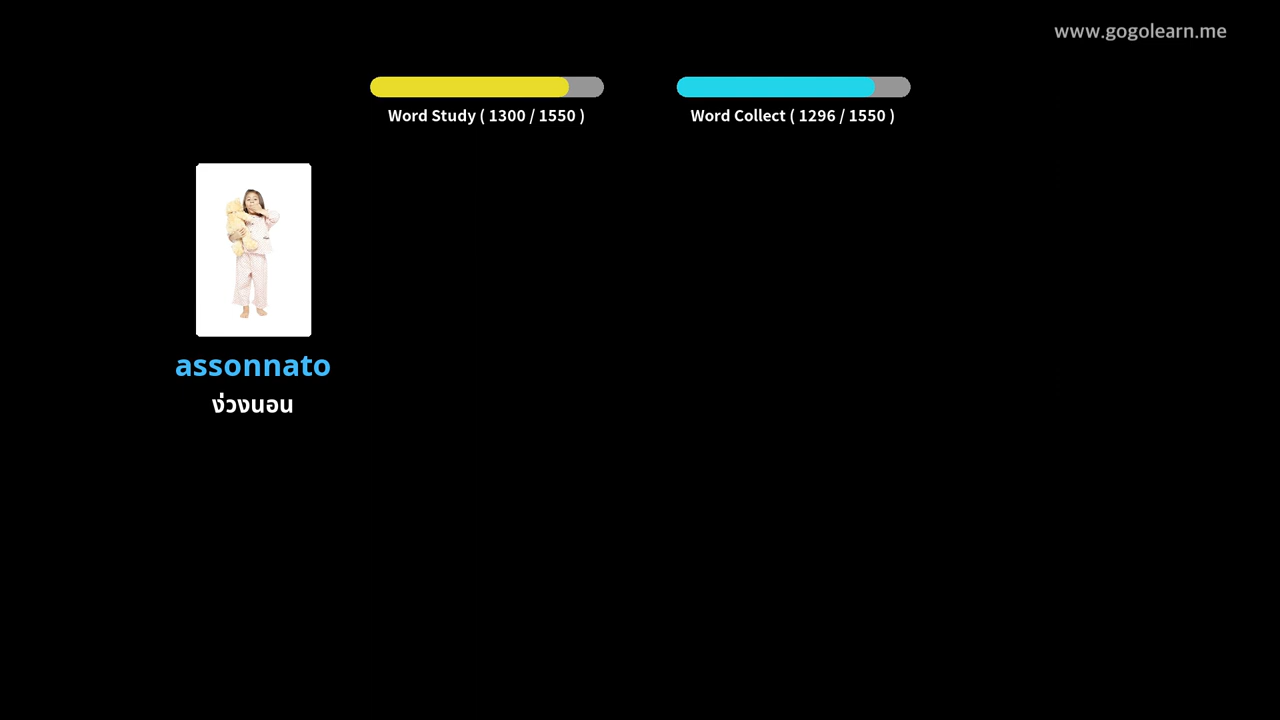 www.gogolearn.me
Word Study ( 1300 / 1550 )
Word Collect ( 1296 / 1550 )
assonnato
ง่วงนอน